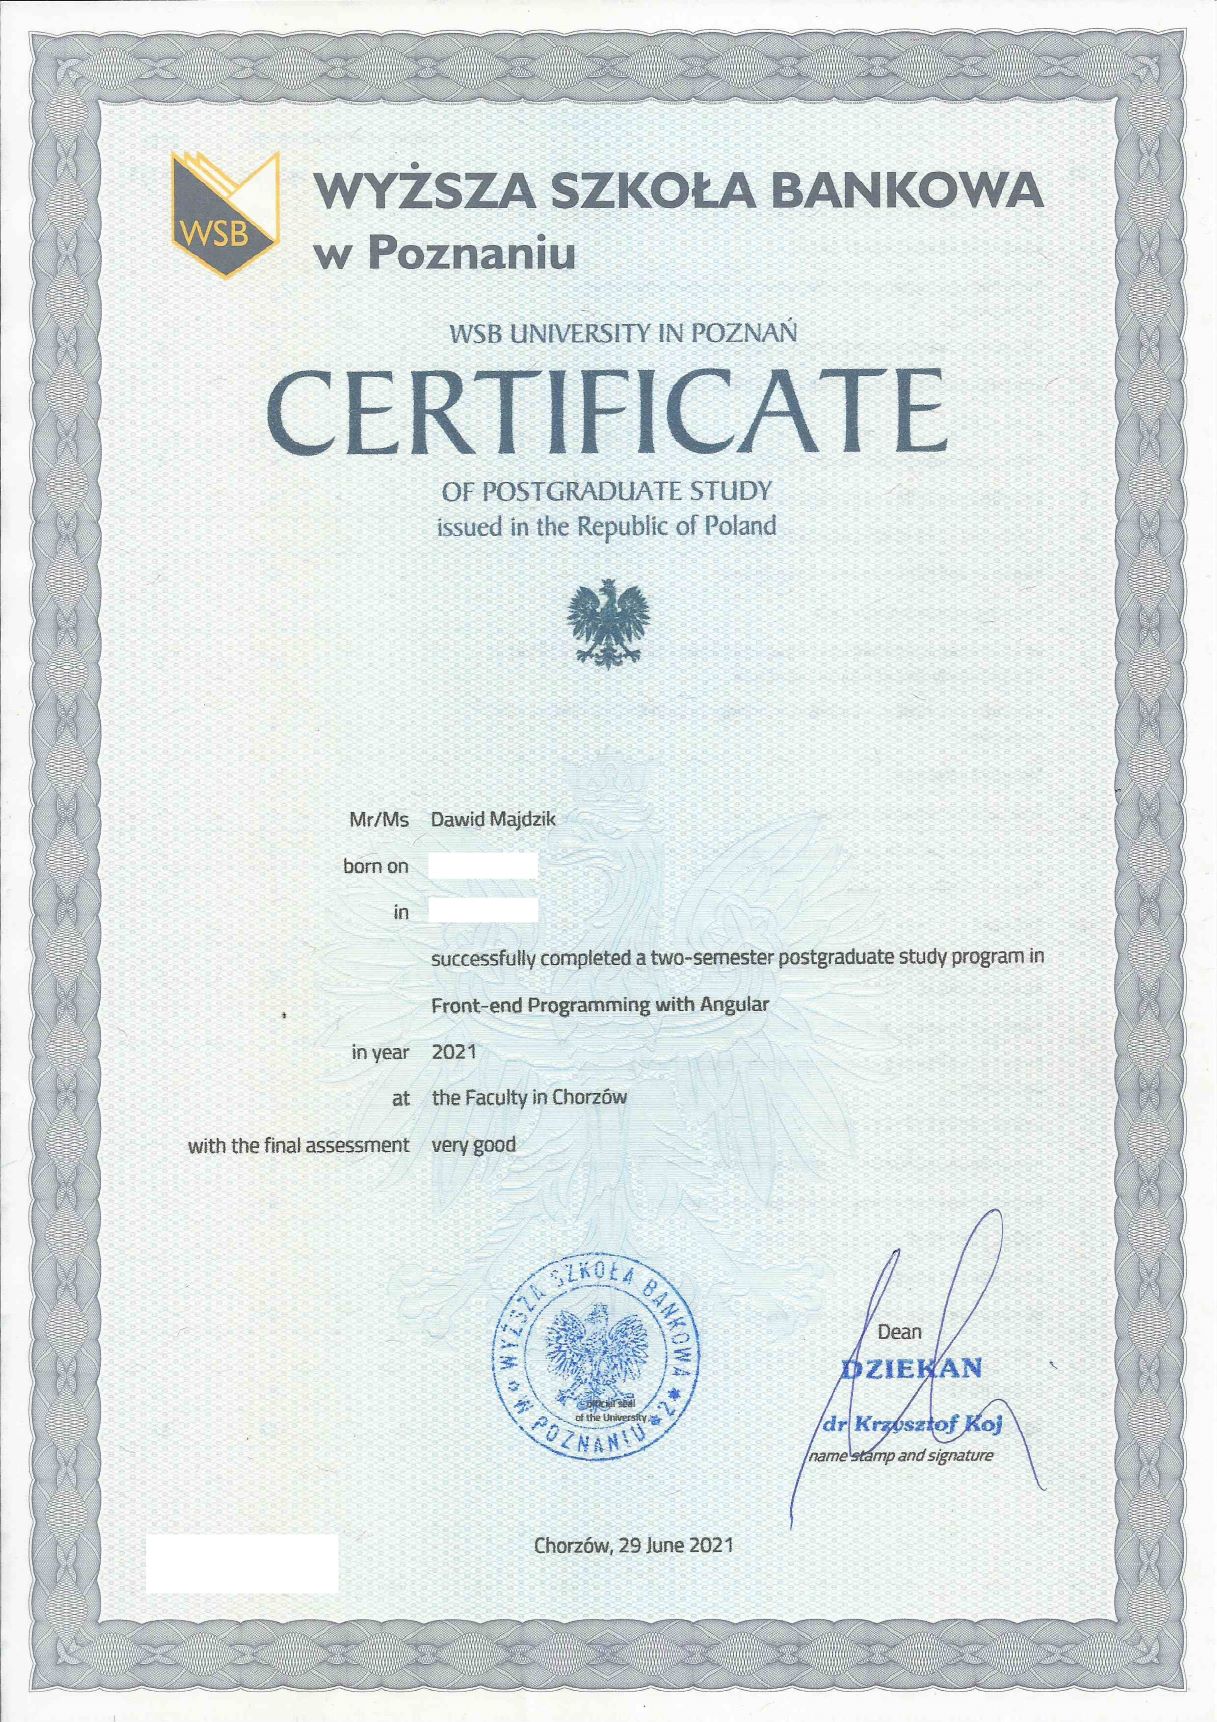 WSB
WYŻSZA SZKOŁA BANKOWA
w Poznaniu
WSB UNIVERSITY IN POZNAŃ
CERTIFICATE
OF POSTGRADUATE STUDY
issued in the Republic of Poland
Mr/Ms Dawid Majdzik
born on
in
successfully completed a two-semester postgraduate study program in
Front-end Programming with Angular
in year 2021
at the Faculty in Chorzów
with the final assessment very good
WYŻSZA SZKOŁA BANKOWA
W POZNANIU
2
official seal
of the University
Dean
DZIEKAN
dr Krzysztof Koj
name stamp and signature
Chorzów, 29 June 2021